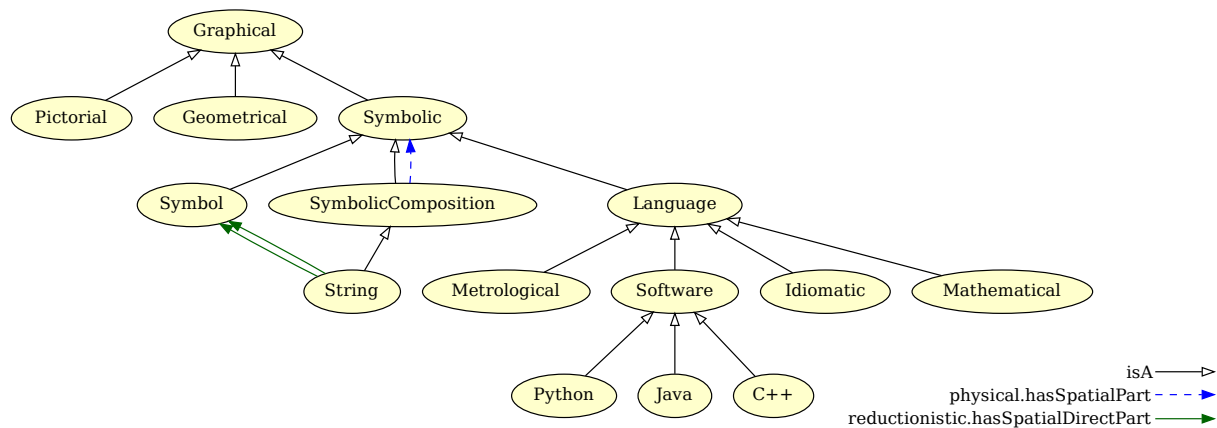 Graphical
Pictorial
Geometrical
Symbolic
Symbol
SymbolicComposition
Language
String
Metrological
Software
Idiomatic
Mathematical
Python
Java
C++
isA
physical.hasSpatialPart
reductionistic.hasSpatialDirectPart